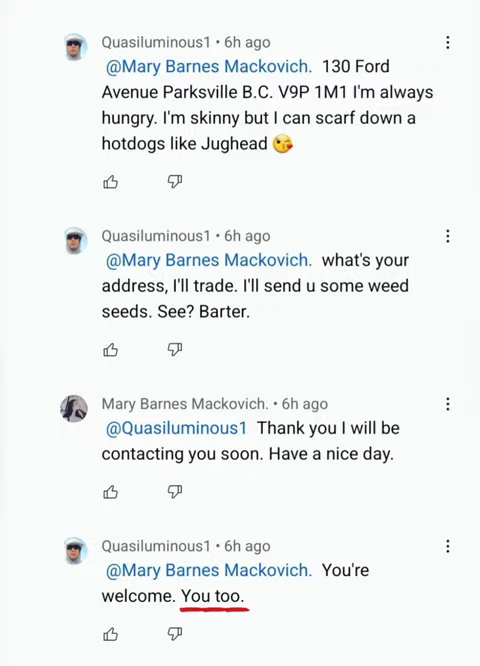 Quasiluminous1 • 6h ago
@Mary Barnes Mackovich. 130 Ford
Avenue Parksville B.C. V9P 1M1 I'm always
hungry. I'm skinny but I can scarf down a
hotdogs like Jughead 😘
Quasiluminous1 • 6h ago
@Mary Barnes Mackovich. what's your
address, I'll trade. I'll send u some weed
seeds. See? Barter.
Mary Barnes Mackovich. • 6h ago
@Quasiluminous1 Thank you I will be
contacting you soon. Have a nice day.
Quasiluminous1 • 6h ago
@Mary Barnes Mackovich. You're
welcome. You too.